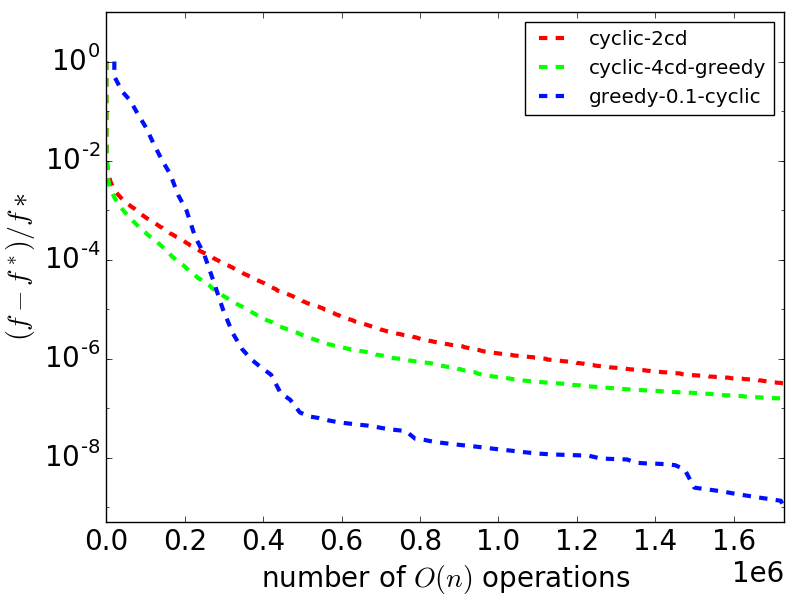 cyclic-2cd
cyclic-4cd-greedy
greedy-0.1-cyclic
10^0
10^-2
10^-4
10^-6
10^-8
(f − f*)/f*
0.0 0.2 0.4 0.6 0.8 1.0 1.2 1.4 1.6
1e6
number of O(n) operations